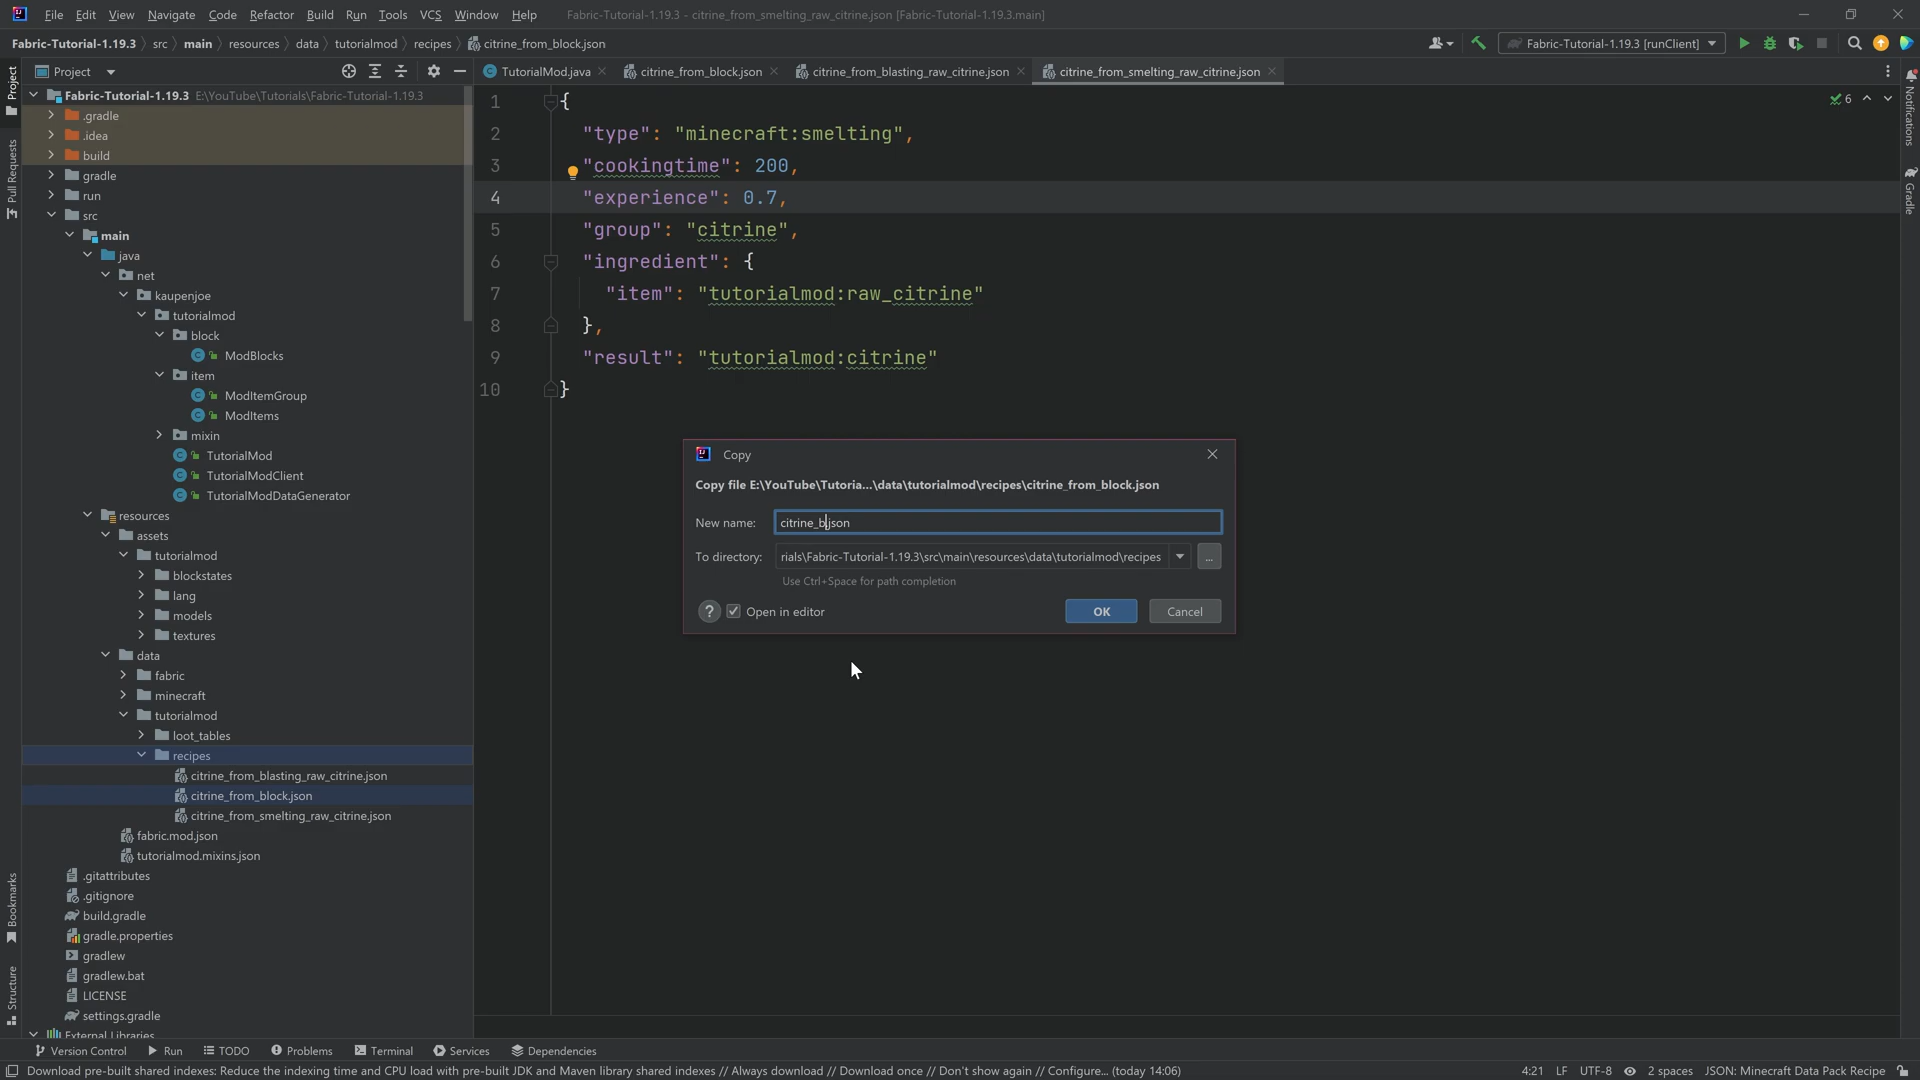 File Edit View Navigate Code Refactor Build Run Tools VCS Window Help Fabric-Tutorial-1.19.3 - citrine_from_smelting_raw_citrine.json [Fabric-Tutorial-1.19.3.main]
Fabric-Tutorial-1.19.3 src main resources data tutorialmod recipes citrine_from_block.json Fabric-Tutorial-1.19.3 [runClient]
Project
TutorialMod.java citrine_from_block.json citrine_from_blasting_raw_citrine.json citrine_from_smelting_raw_citrine.json
Project
Pull Requests
Bookmarks
Structure
Fabric-Tutorial-1.19.3 E:\YouTube\Tutorials\Fabric-Tutorial-1.19.3
.gradle
.idea
build
gradle
run
src
main
java
net
kaupenjoe
tutorialmod
block
ModBlocks
item
ModItemGroup
ModItems
mixin
TutorialMod
TutorialModClient
TutorialModDataGenerator
resources
assets
tutorialmod
blockstates
lang
models
textures
data
fabric
minecraft
tutorialmod
loot_tables
recipes
citrine_from_blasting_raw_citrine.json
citrine_from_block.json
citrine_from_smelting_raw_citrine.json
fabric.mod.json
tutorialmod.mixins.json
.gitattributes
.gitignore
build.gradle
gradle.properties
gradlew
gradlew.bat
LICENSE
settings.gradle
External Libraries
1 {
2 "type": "minecraft:smelting",
3 "cookingtime": 200,
4 "experience": 0.7,
5 "group": "citrine",
6 "ingredient": {
7 "item": "tutorialmod:raw_citrine"
8 },
9 "result": "tutorialmod:citrine"
10 }
6
Notifications
Gradle
Copy
Copy file E:\YouTube\Tutoria...\data\tutorialmod\recipes\citrine_from_block.json
New name: citrine_bjson
To directory: rials\Fabric-Tutorial-1.19.3\src\main\resources\data\tutorialmod\recipes ...
Use Ctrl+Space for path completion
? Open in editor OK Cancel
Version Control Run TODO Problems Terminal Services Dependencies
Download pre-built shared indexes: Reduce the indexing time and CPU load with pre-built JDK and Maven library shared indexes // Always download // Download once // Don't show again // Configure... (today 14:06) 4:21 LF UTF-8 2 spaces JSON: Minecraft Data Pack Recipe